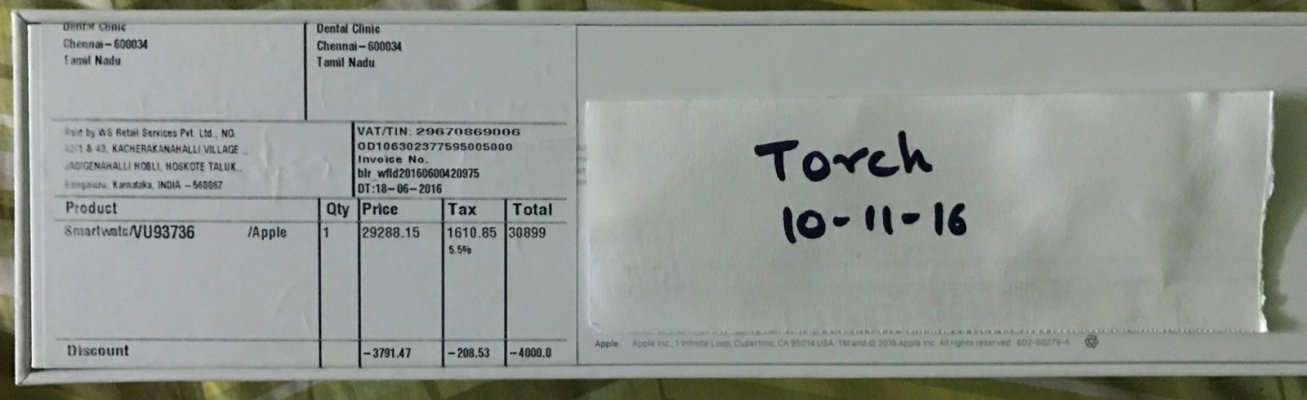 Dental Clinic
Chennai-600034
Tamil Nadu
Dental Clinic
Chennai-600034
Tamil Nadu
Sold by WS Retail Services Pvt. Ltd., NO.
42/1 & 43, KACHERAKANAHALLI VILLAGE ,
JADIGENAHALLI HOBLI, HOSKOTE TALUK,
Karnataka, INDIA - 560067
VAT/TIN: 29670869006
OD106302377595005000
Invoice No.
blr_wfld20160600420975
DT:18-06-2016
Product Qty Price Tax Total
Smartwatc/VU93736 /Apple 1 29288.15 1610.85 30899
5.5%
Discount -3791.47 -208.53 -4000.0
Torch
10-11-16
Apple Apple Inc., 1 Infinite Loop, Cupertino, CA 95014 USA. TM and © 2015 Apple Inc. All rights reserved. 602-00279-A